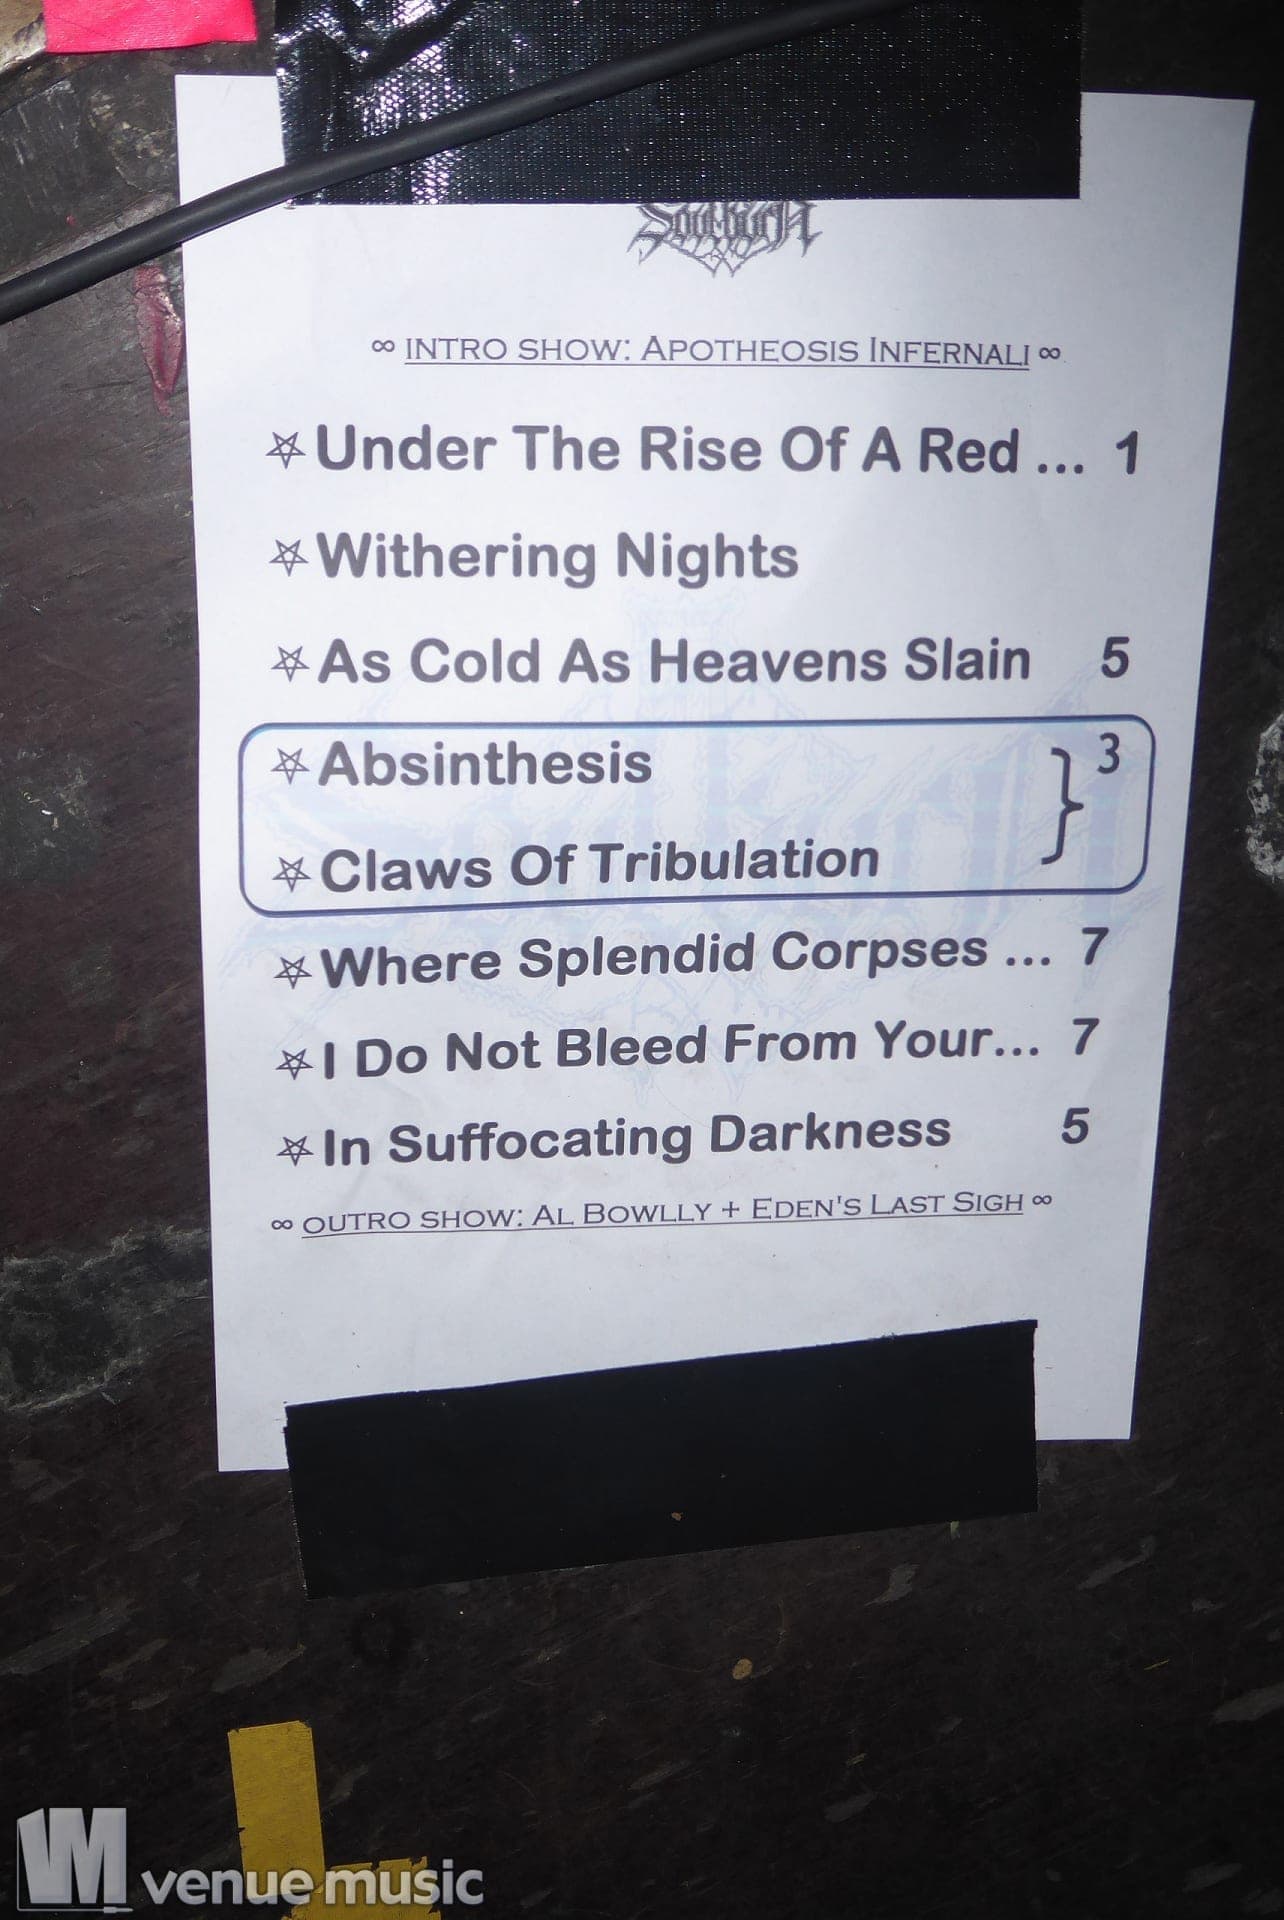 Soulburn
∞ INTRO SHOW: APOTHEOSIS INFERNALI ∞
Under The Rise Of A Red ... 1
Withering Nights
As Cold As Heavens Slain 5
Absinthesis } 3
Claws Of Tribulation
Where Splendid Corpses ... 7
I Do Not Bleed From Your... 7
In Suffocating Darkness 5
∞ OUTRO SHOW: AL BOWLLY + EDEN'S LAST SIGH ∞
VM venue music